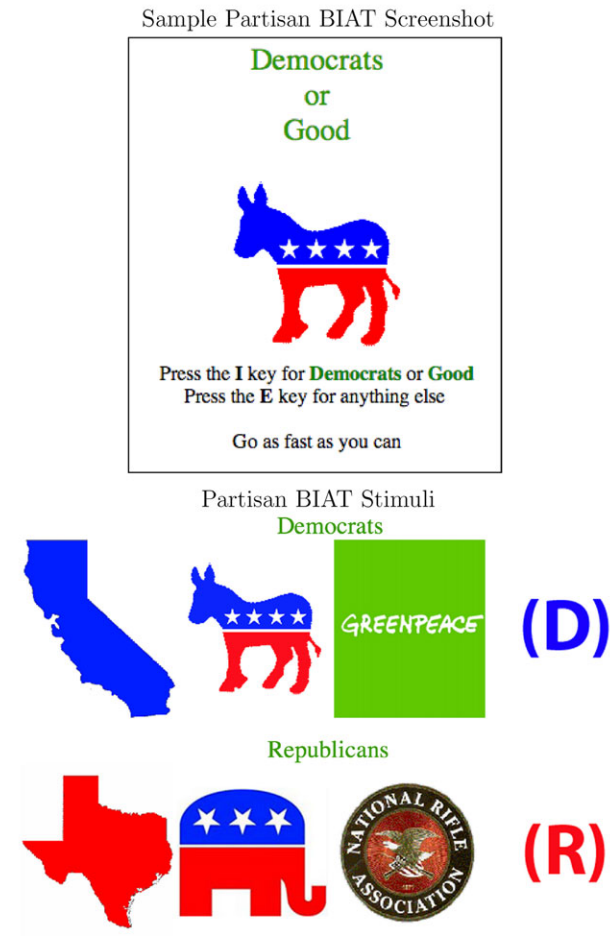 Sample Partisan BIAT Screenshot
Democrats
or
Good
Press the I key for Democrats or Good
Press the E key for anything else
Go as fast as you can
Partisan BIAT Stimuli
Democrats
GREENPEACE
(D)
Republicans
NATIONAL RIFLE
ASSOCIATION
(R)